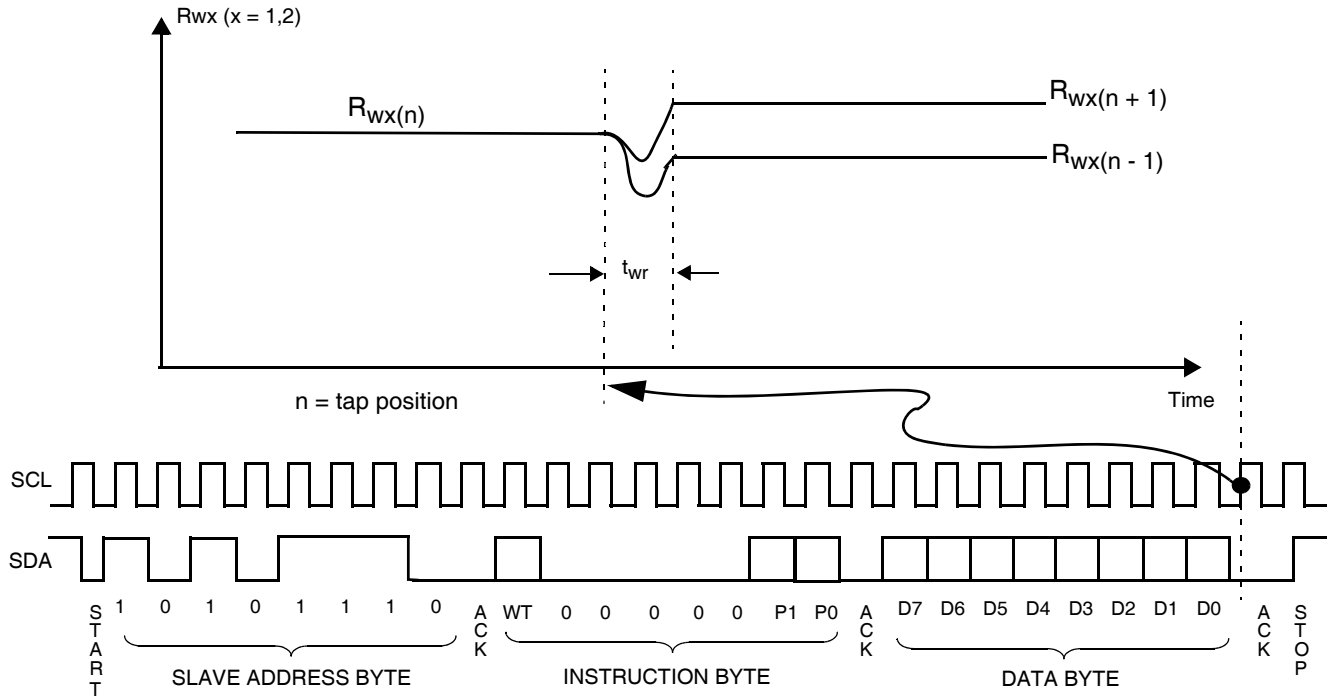 Rwx (x = 1,2)
Rwx(n)
Rwx(n + 1)
Rwx(n - 1)
twr
n = tap position
Time
SCL
SDA
START 1 0 1 0 1 1 1 0 ACK WT 0 0 0 0 0 P1 P0 ACK D7 D6 D5 D4 D3 D2 D1 D0 ACK STOP
SLAVE ADDRESS BYTE INSTRUCTION BYTE DATA BYTE